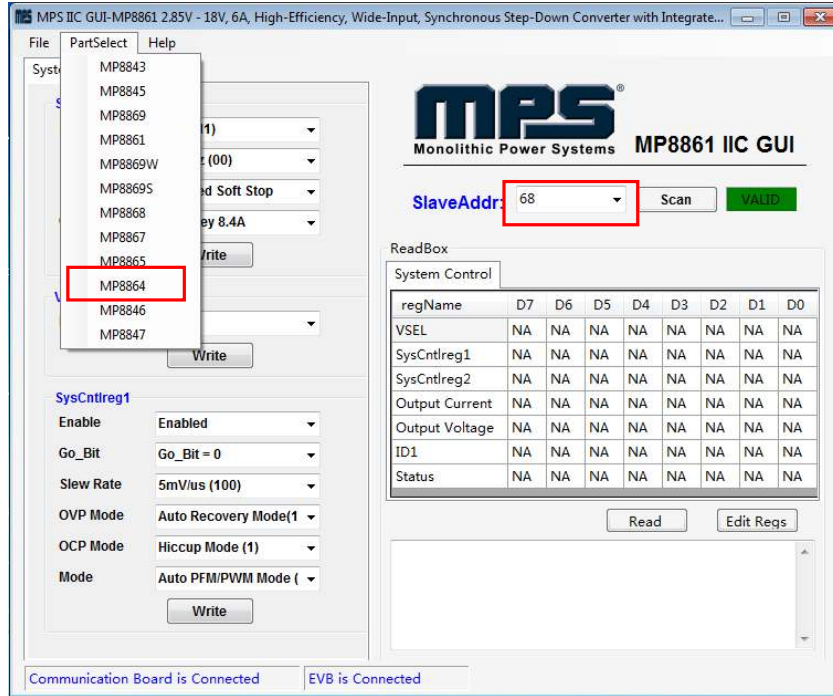 MPS IIC GUI-MP8861 2.85V - 18V, 6A, High-Efficiency, Wide-Input, Synchronous Step-Down Converter with Integrate...
File PartSelect Help
MP8843
MP8845
MP8869
MP8861
MP8869W
MP8869S
MP8868
MP8867
MP8865
MP8864
MP8846
MP8847
Soft Stop
8.4A
Write
Write
SysCntlreg1
Enable Enabled
Go_Bit Go_Bit = 0
Slew Rate 5mV/us (100)
OVP Mode Auto Recovery Mode(1
OCP Mode Hiccup Mode (1)
Mode Auto PFM/PWM Mode (
Write
mps®
Monolithic Power Systems MP8861 IIC GUI
SlaveAddr: 68 Scan VALID
ReadBox
System Control
regName D7 D6 D5 D4 D3 D2 D1 D0
VSEL NA NA NA NA NA NA NA NA
SysCntlreg1 NA NA NA NA NA NA NA NA
SysCntlreg2 NA NA NA NA NA NA NA NA
Output Current NA NA NA NA NA NA NA NA
Output Voltage NA NA NA NA NA NA NA NA
ID1 NA NA NA NA NA NA NA NA
Status NA NA NA NA NA NA NA NA
Read Edit Regs
Communication Board is Connected EVB is Connected